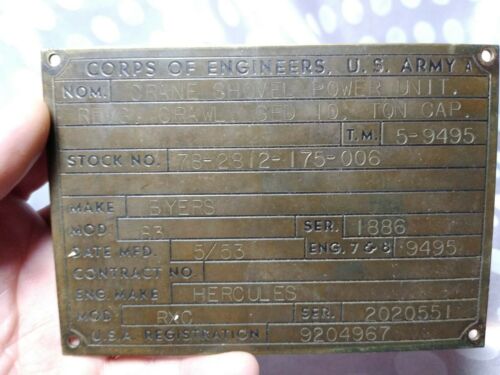 CORPS OF ENGINEERS, U.S. ARMY A
NOM. CRANE SHOVEL POWER UNIT.
CRAWL. GED 10. TON CAP.
T.M. 5-9495
STOCK NO. 78-2812-175-006
MAKE BYERS
MOD. 83 SER. 1886
DATE MFD. 5/53 ENG. 7 & 8 9495
CONTRACT NO.
ENG. MAKE HERCULES
MOD. RXC SER. 2020551
U.S.A. REGISTRATION 9204967